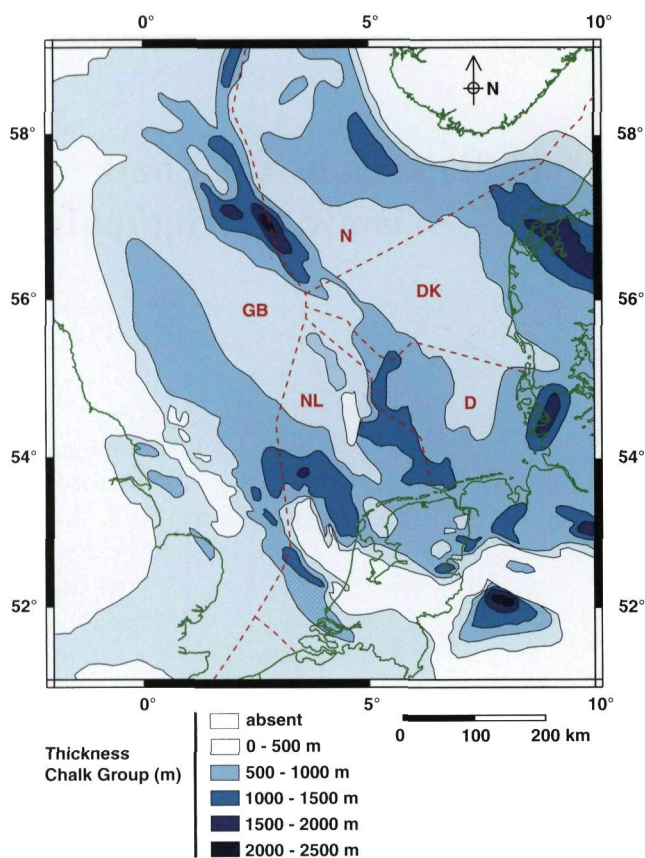 0° 5° 10°
N
58° 58°
N
DK
56° 56°
GB
NL
D
54° 54°
52° 52°
0° 5° 10°
Thickness
Chalk Group (m)
absent
0 - 500 m
500 - 1000 m
1000 - 1500 m
1500 - 2000 m
2000 - 2500 m
0 100 200 km